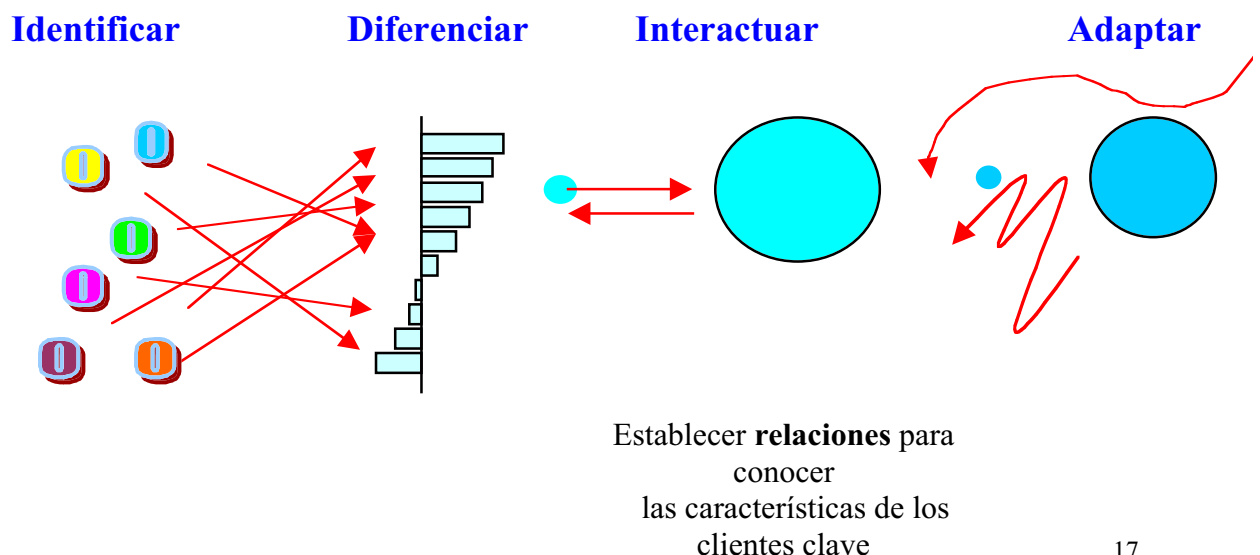 Identificar
Diferenciar
Interactuar
Adaptar
Establecer relaciones para
conocer
las características de los
clientes clave
17